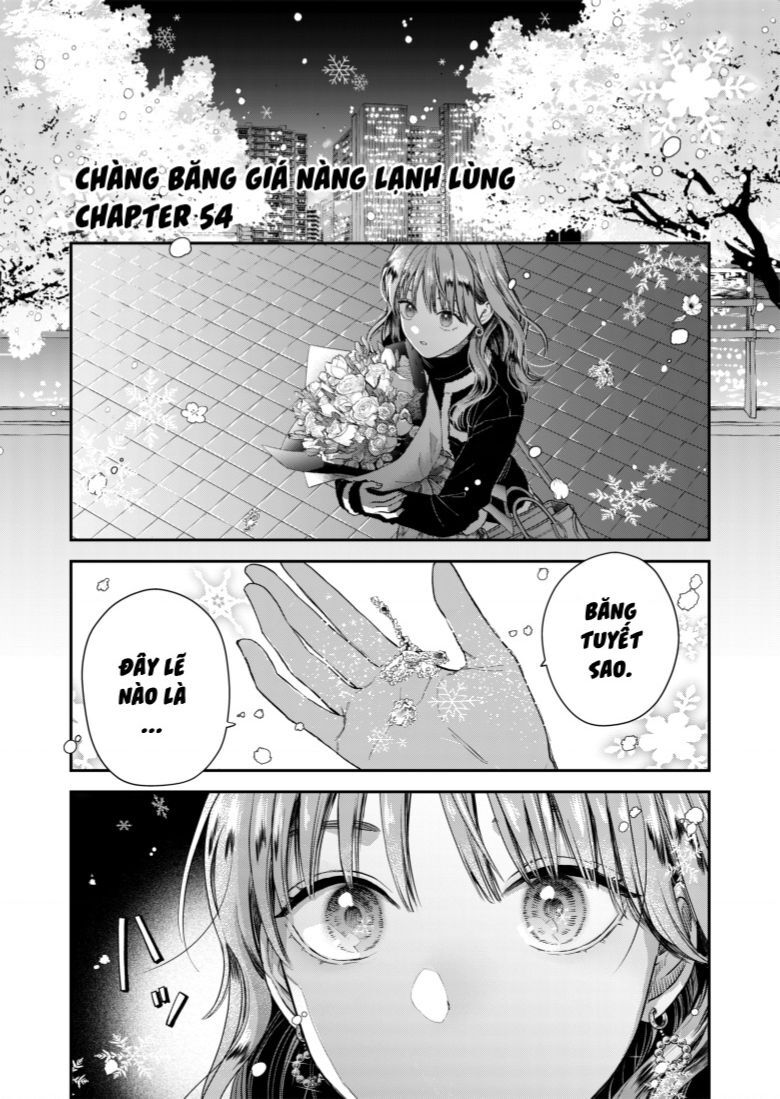 CHÀNG BĂNG GIÁ NÀNG LẠNH LÙNG
CHAPTER 54
BĂNG
TUYẾT
SAO.
ĐÂY LẼ
NÀO LÀ
...